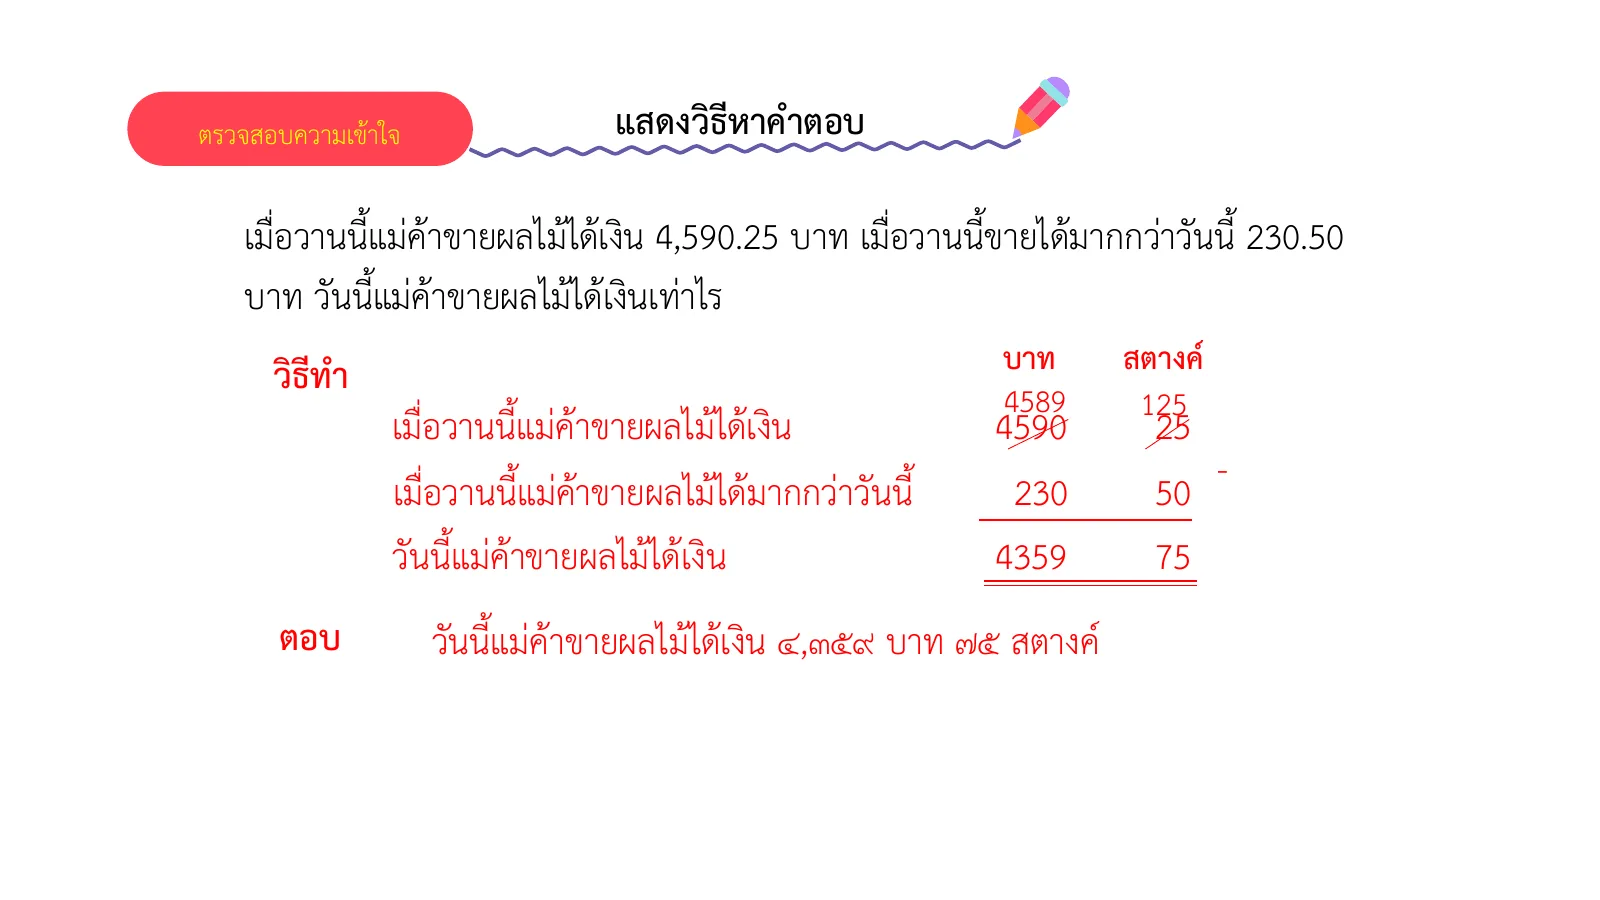 ตรวจสอบความเข้าใจ
แสดงวิธีหาคำตอบ
เมื่อวานนี้แม่ค้าขายผลไม้ได้เงิน 4,590.25 บาท เมื่อวานนี้ขายได้มากกว่าวันนี้ 230.50
บาท วันนี้แม่ค้าขายผลไม้ได้เงินเท่าไร
บาท สตางค์
วิธีทำ
4589 125
เมื่อวานนี้แม่ค้าขายผลไม้ได้เงิน 4590 25
-
เมื่อวานนี้แม่ค้าขายผลไม้ได้มากกว่าวันนี้ 230 50
วันนี้แม่ค้าขายผลไม้ได้เงิน 4359 75
ตอบ วันนี้แม่ค้าขายผลไม้ได้เงิน ๔,๓๕๙ บาท ๗๕ สตางค์